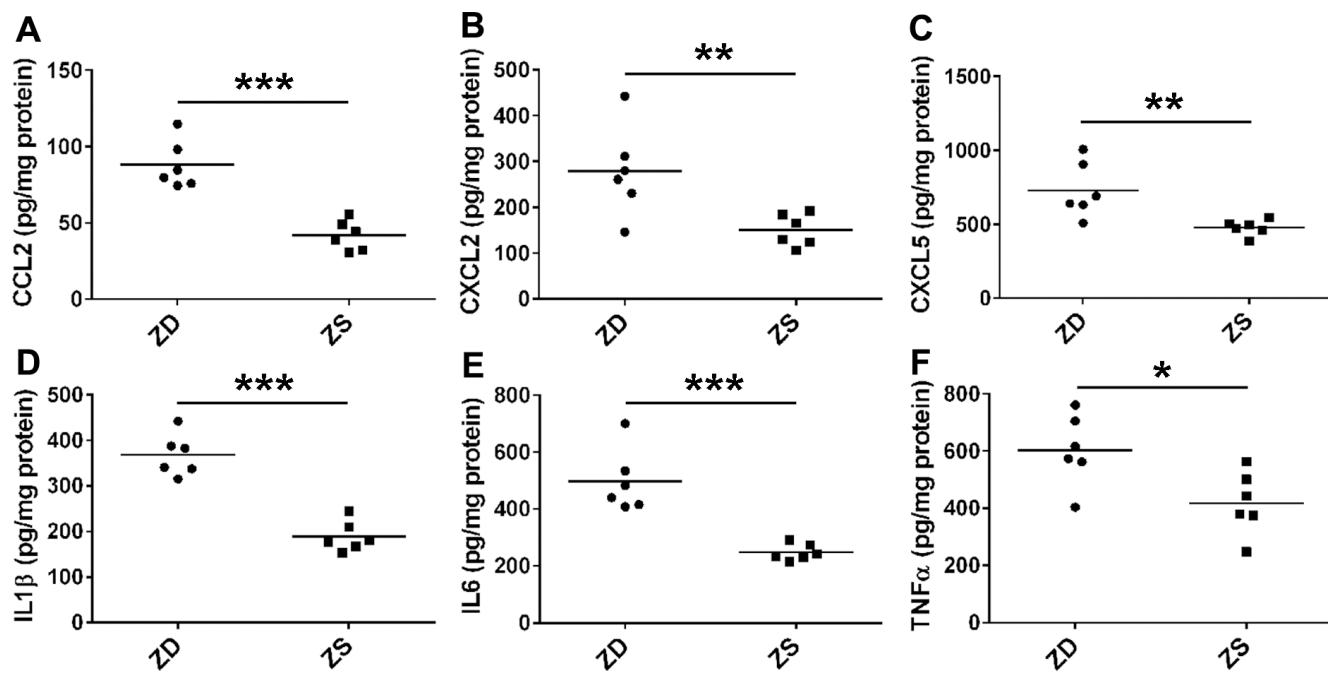 A
CCL2 (pg/mg protein)
150
100
50
0
***
ZD
ZS
B
CXCL2 (pg/mg protein)
500
400
300
200
100
0
**
ZD
ZS
C
CXCL5 (pg/mg protein)
1500
1000
500
0
**
ZD
ZS
D
IL1β (pg/mg protein)
500
400
300
200
100
0
***
ZD
ZS
E
IL6 (pg/mg protein)
800
600
400
200
0
***
ZD
ZS
F
TNFα (pg/mg protein)
800
600
400
200
0
*
ZD
ZS